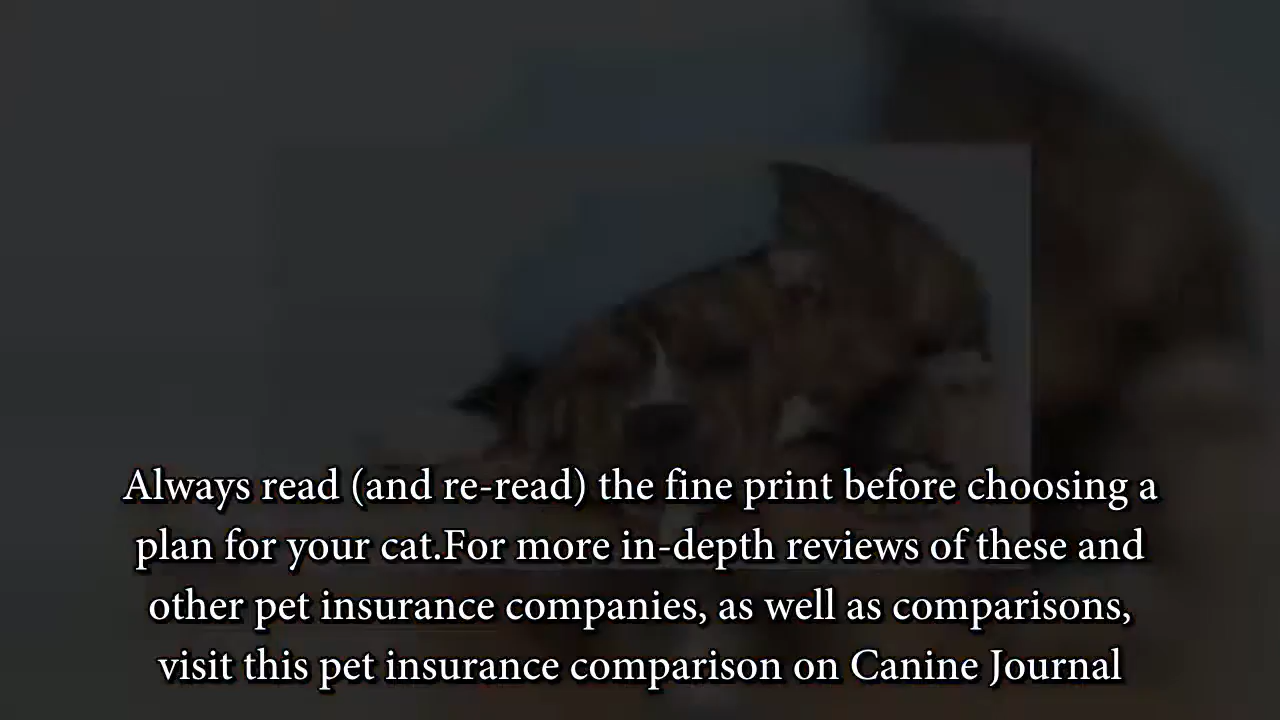 Always read (and re-read) the fine print before choosing a
plan for your cat.For more in-depth reviews of these and
other pet insurance companies, as well as comparisons,
visit this pet insurance comparison on Canine Journal